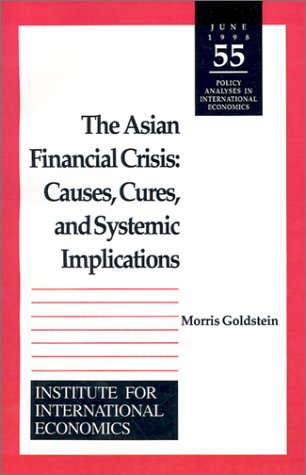 JUNE
1998
55
POLICY
ANALYSES IN
INTERNATIONAL
ECONOMICS
The Asian
Financial Crisis:
Causes, Cures,
and Systemic
Implications
Morris Goldstein
INSTITUTE FOR
INTERNATIONAL
ECONOMICS